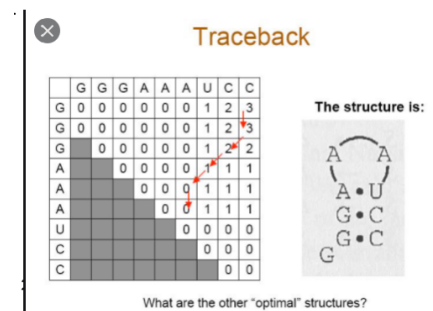 Traceback
G G G A A A U C C
G 0 0 0 0 0 0 1 2 3
G 0 0 0 0 0 0 1 2 3
G 0 0 0 0 0 1 2 2
A 0 0 0 0 1 1 1
A 0 0 0 1 1 1
A 0 0 1 1 1
U 0 0 0 0
C 0 0 0
C 0 0
The structure is:
A A
A U
G C
G C
G
What are the other "optimal" structures?